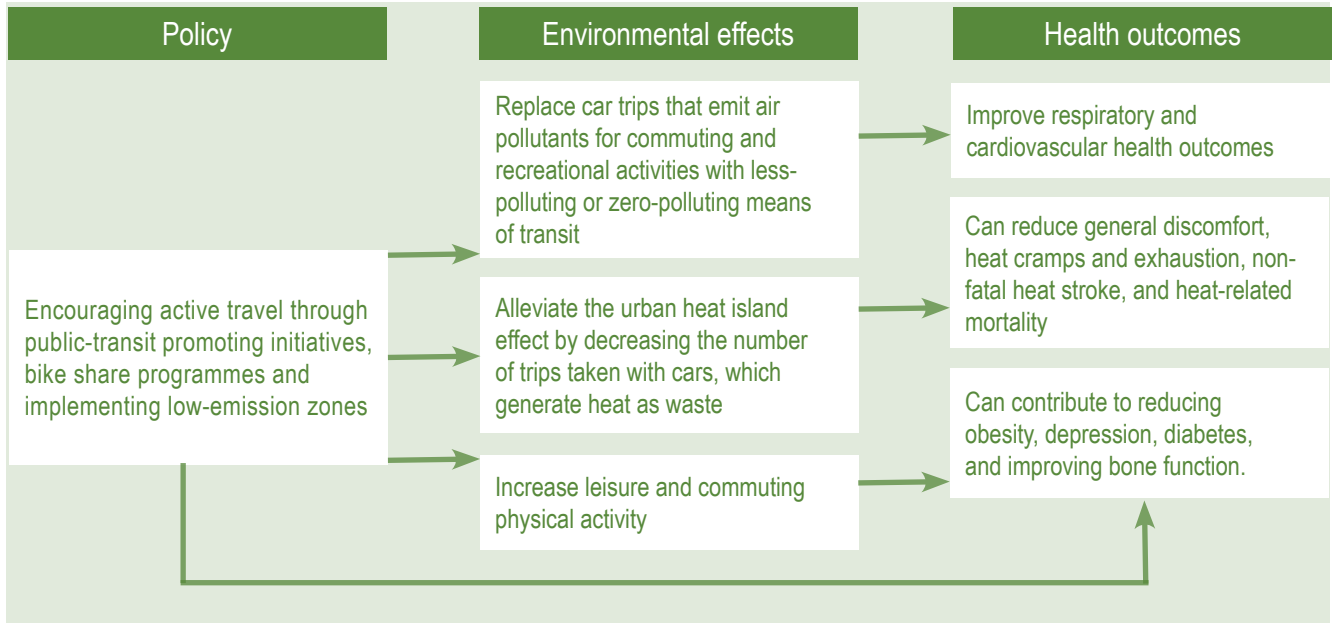 Policy
Environmental effects
Health outcomes
Encouraging active travel through
public-transit promoting initiatives,
bike share programmes and
implementing low-emission zones
Replace car trips that emit air
pollutants for commuting and
recreational activities with less-
polluting or zero-polluting means
of transit
Alleviate the urban heat island
effect by decreasing the number
of trips taken with cars, which
generate heat as waste
Increase leisure and commuting
physical activity
Improve respiratory and
cardiovascular health outcomes
Can reduce general discomfort,
heat cramps and exhaustion, non-
fatal heat stroke, and heat-related
mortality
Can contribute to reducing
obesity, depression, diabetes,
and improving bone function.